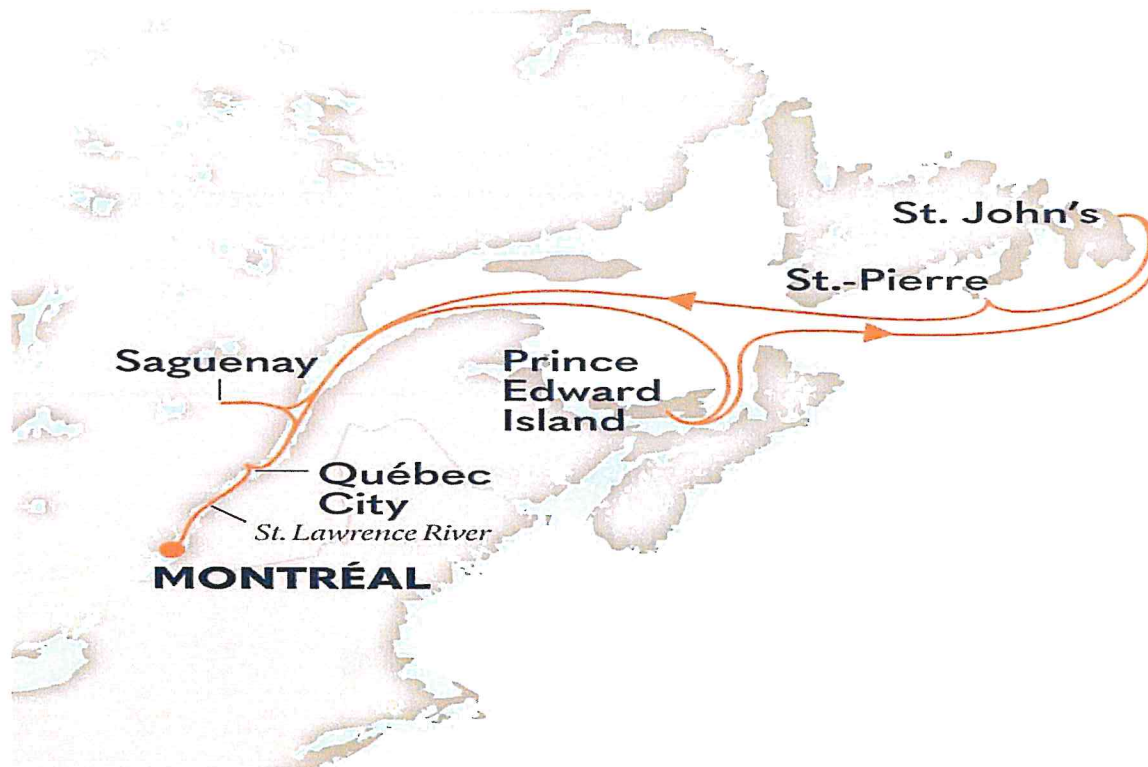 St. John's
St.-Pierre
Saguenay
Prince
Edward
Island
Québec
City
St. Lawrence River
MONTRÉAL